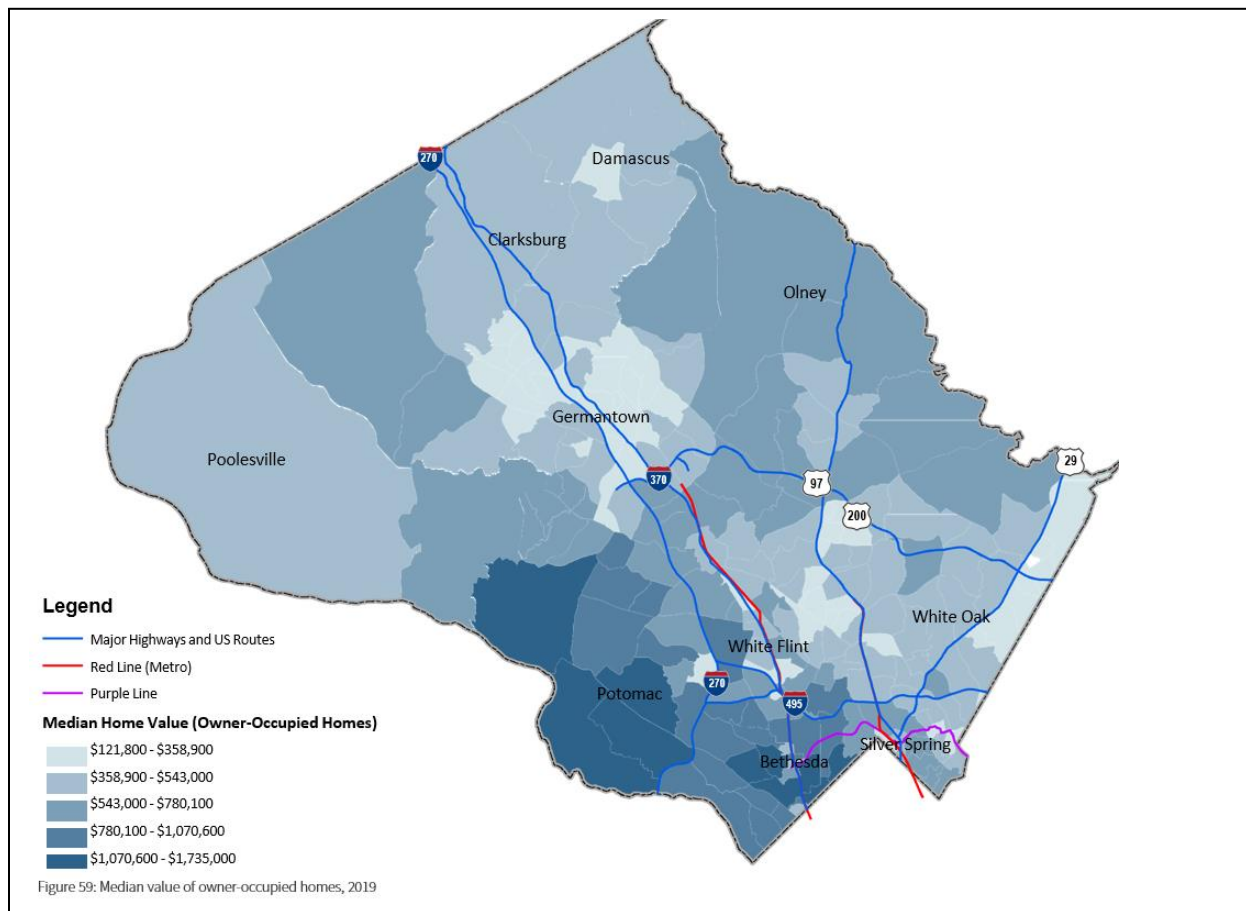 270
Damascus
Clarksburg
Olney
Germantown
Poolesville
29
370
97
200
White Oak
White Flint
Potomac
270
495
Silver Spring
Bethesda
Legend
Major Highways and US Routes
Red Line (Metro)
Purple Line
Median Home Value (Owner-Occupied Homes)
$121,800 - $358,900
$358,900 - $543,000
$543,000 - $780,100
$780,100 - $1,070,600
$1,070,600 - $1,735,000
Figure 59: Median value of owner-occupied homes, 2019